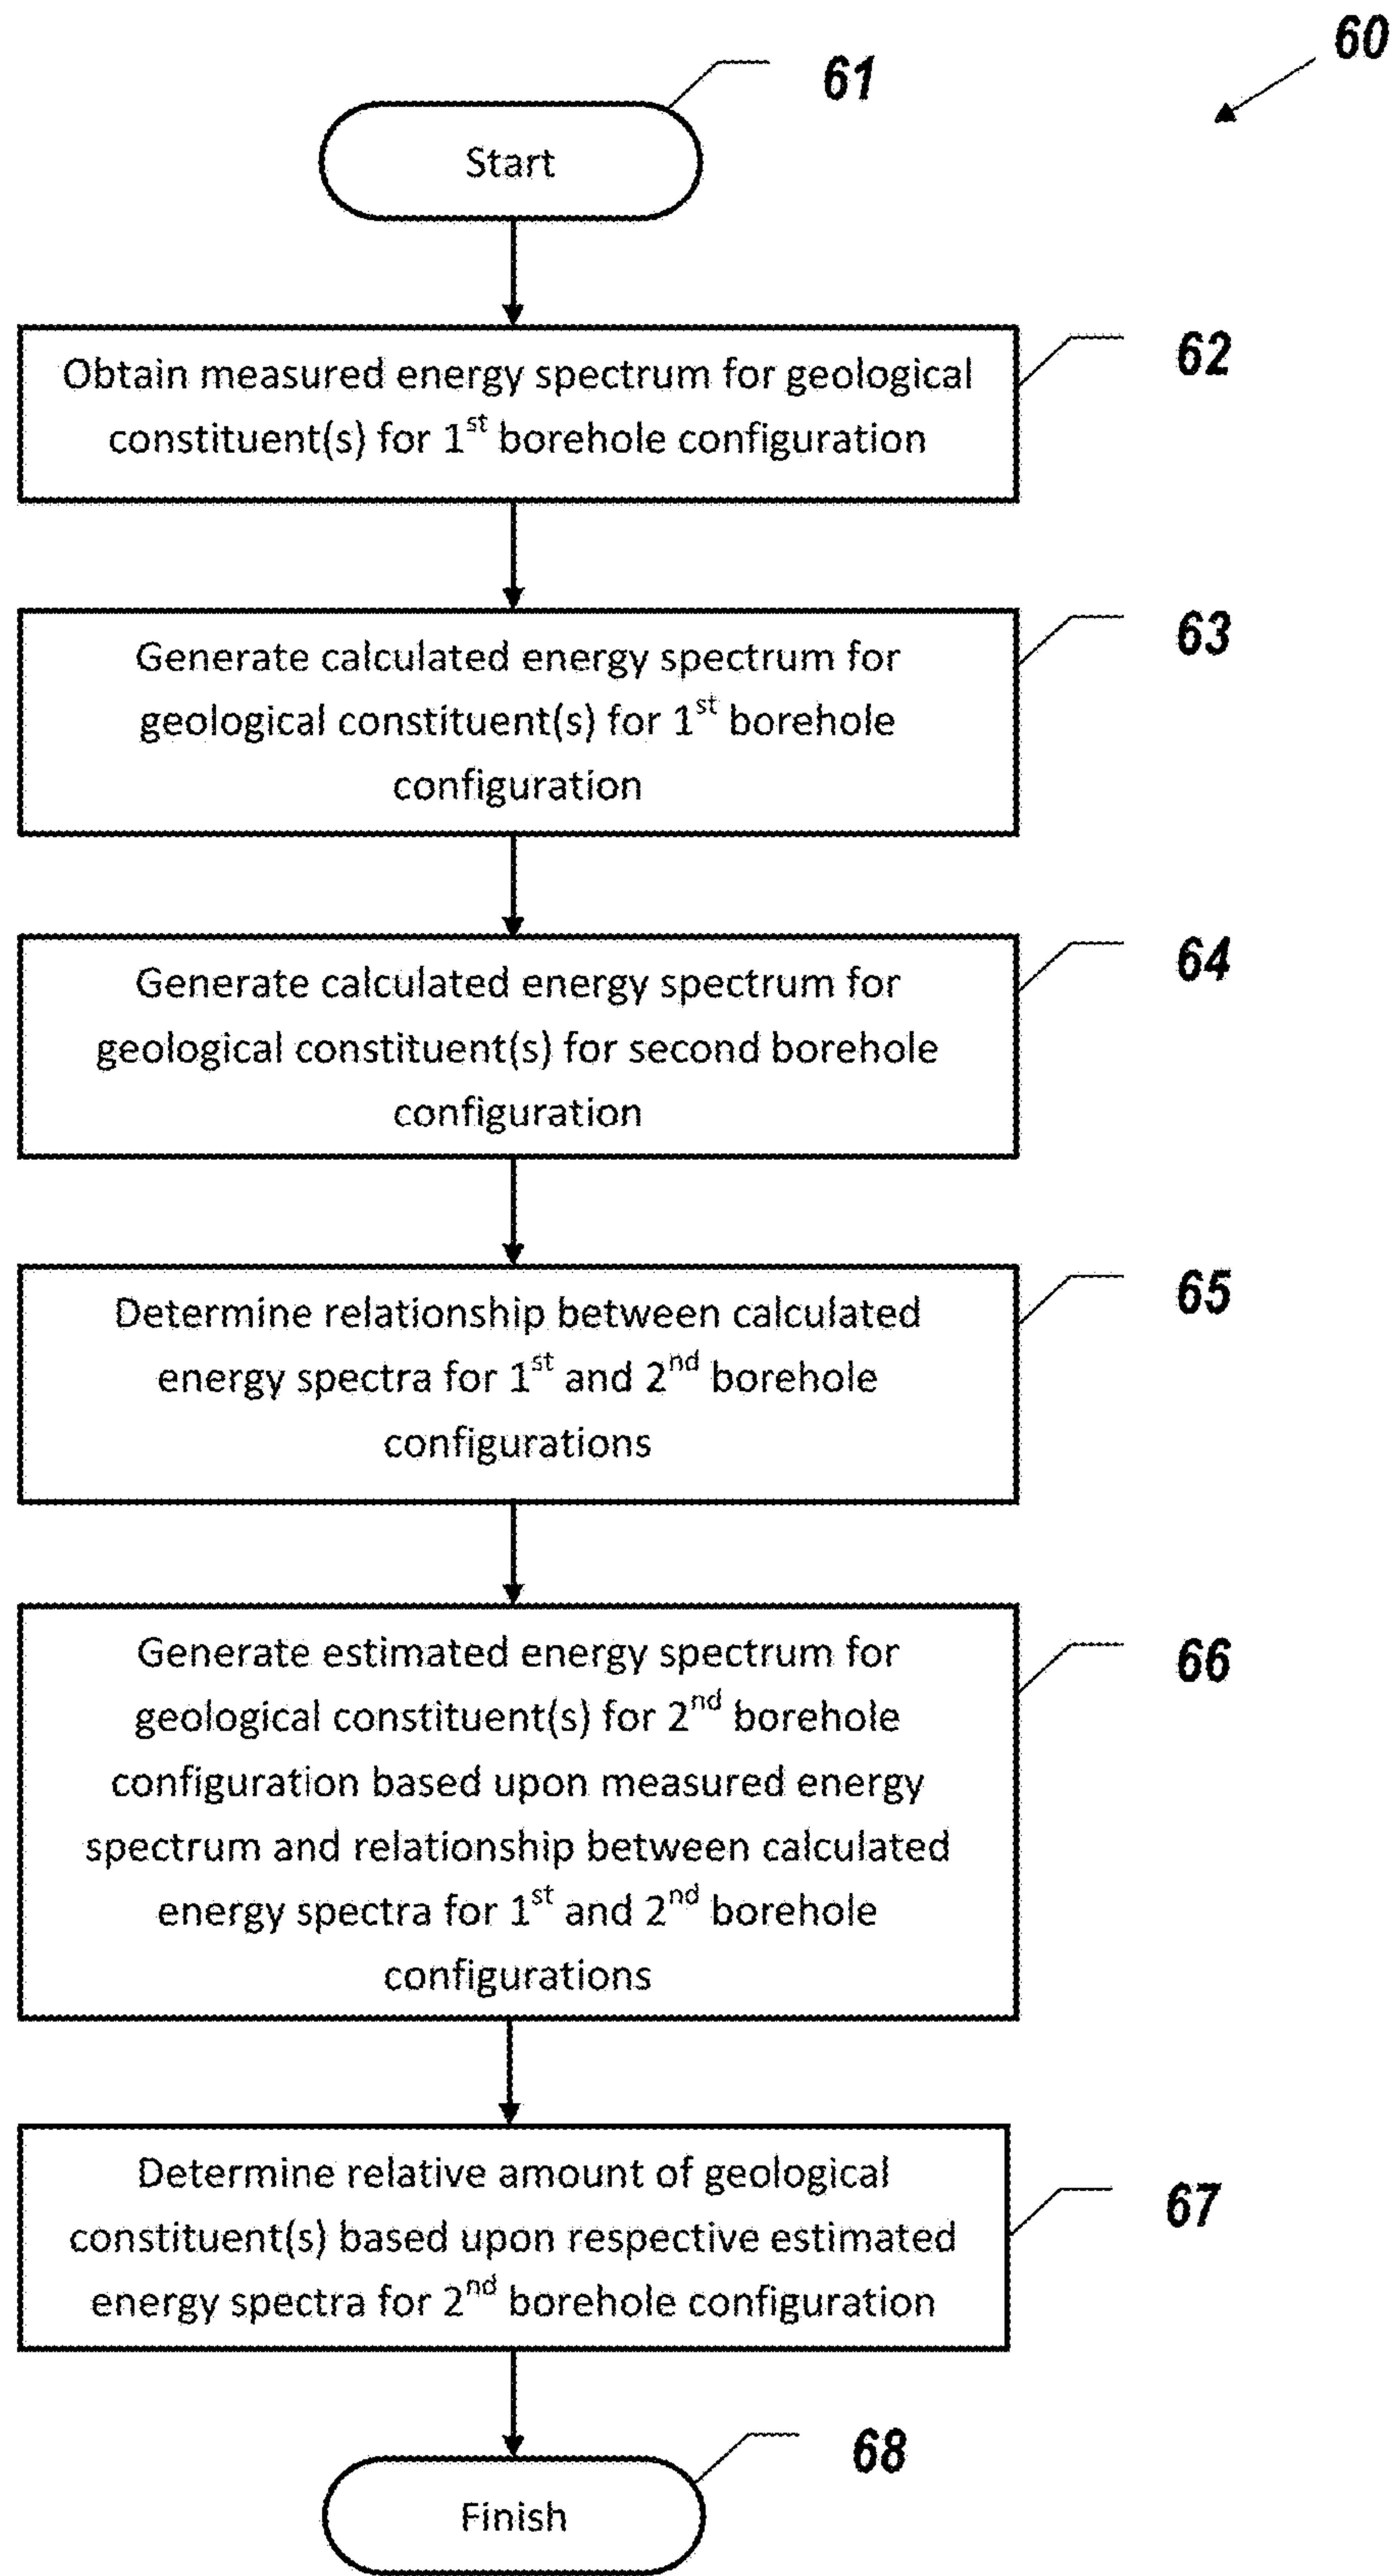 60
61
Start
62
Obtain measured energy spectrum for geological
constituent(s) for 1st borehole configuration
63
Generate calculated energy spectrum for
geological constituent(s) for 1st borehole
configuration
64
Generate calculated energy spectrum for
geological constituent(s) for second borehole
configuration
65
Determine relationship between calculated
energy spectra for 1st and 2nd borehole
configurations
66
Generate estimated energy spectrum for
geological constituent(s) for 2nd borehole
configuration based upon measured energy
spectrum and relationship between calculated
energy spectra for 1st and 2nd borehole
configurations
67
Determine relative amount of geological
constituent(s) based upon respective estimated
energy spectra for 2nd borehole configuration
68
Finish